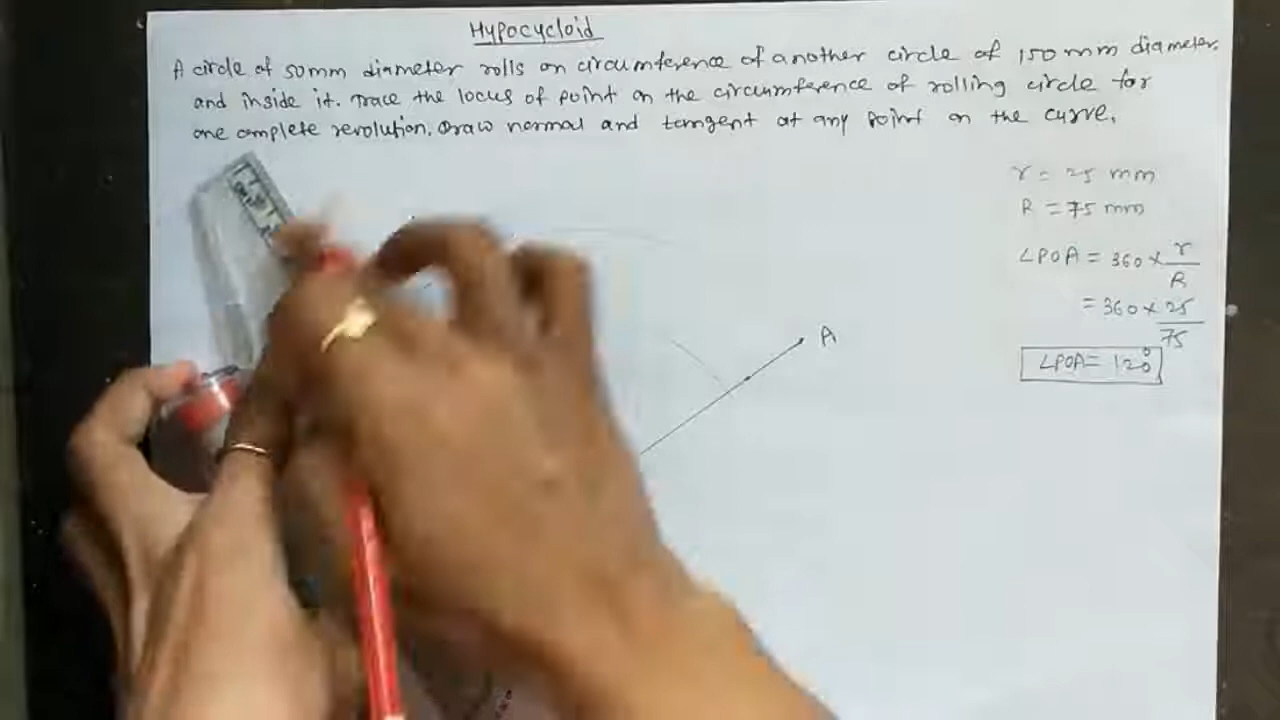 Hypocycloid
A circle of 50mm diameter rolls on circumference of another circle of 150 mm diameter.
and inside it. Trace the locus of point on the circumference of rolling circle for
one complete revolution. Draw normal and tangent at any point on the curve.
r = 25 mm
R = 75 mm
∠POA = 360 × r/R
= 360 × 25/75
∠POA = 120°
A